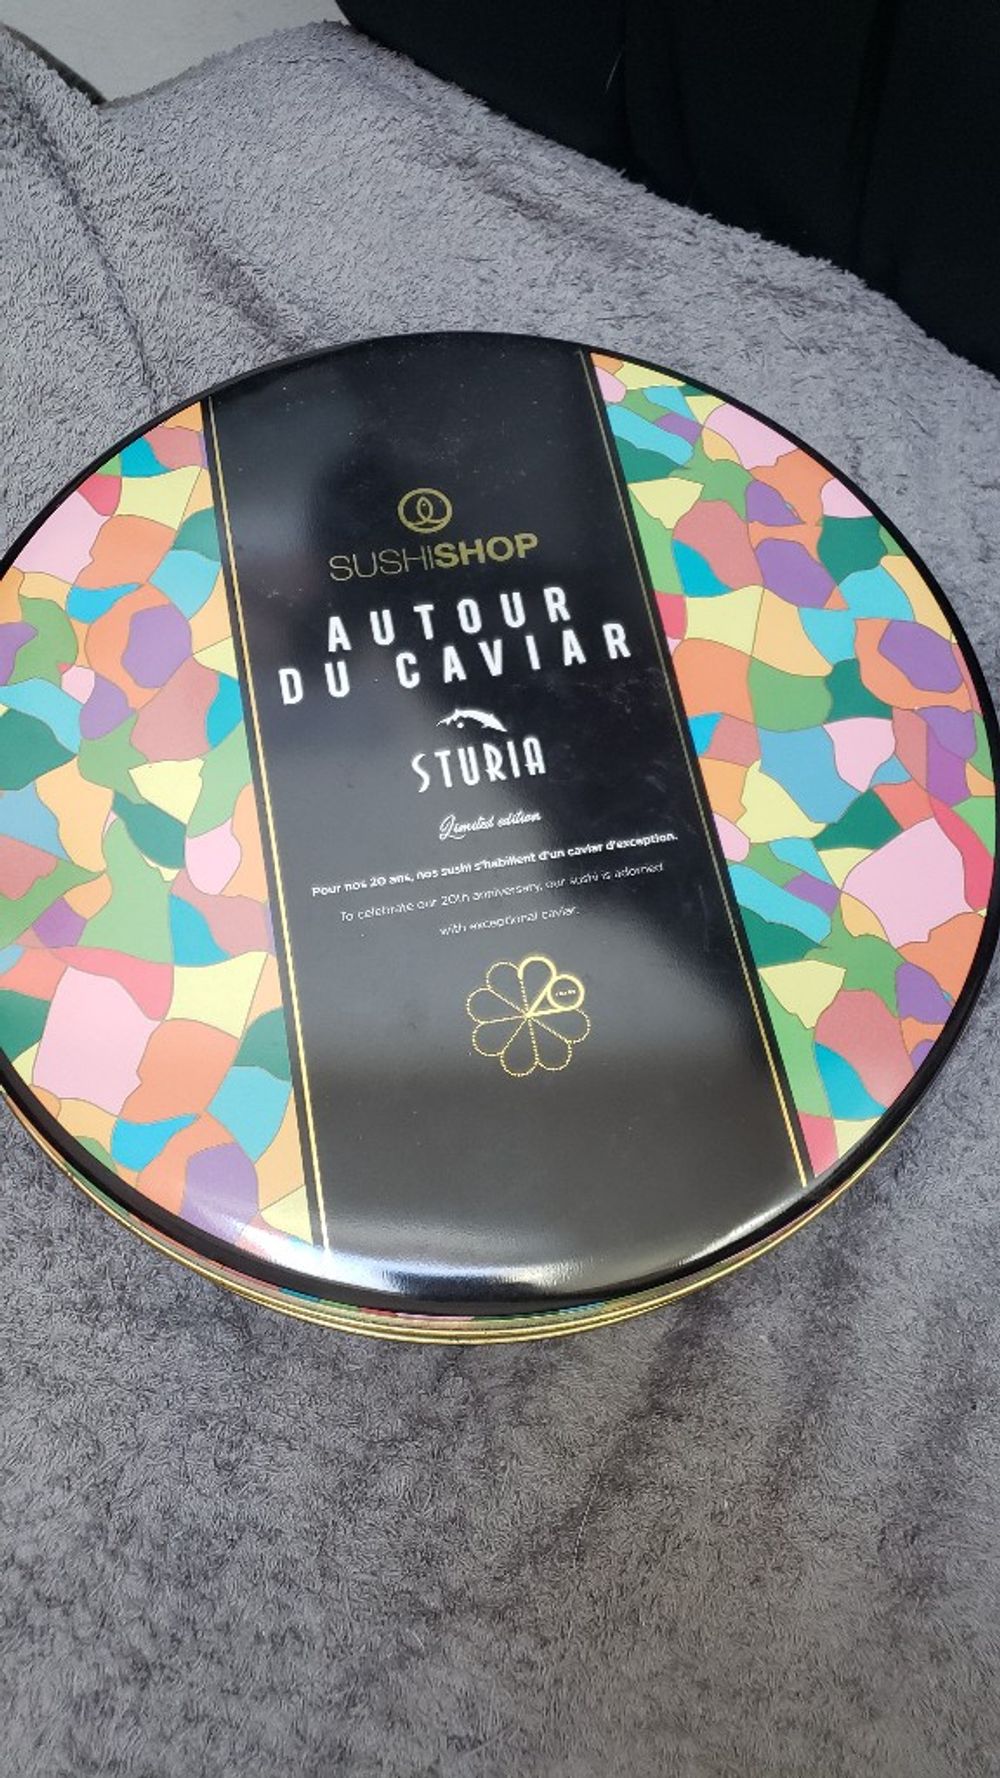 SUSHISHOP
AUTOUR
DU CAVIAR
STURIA
Limited edition
Pour nos 20 ans, nos sushi s'habillent d'un caviar d'exception.
To celebrate our 20th anniversary, our sushi is adorned
with exceptional caviar.